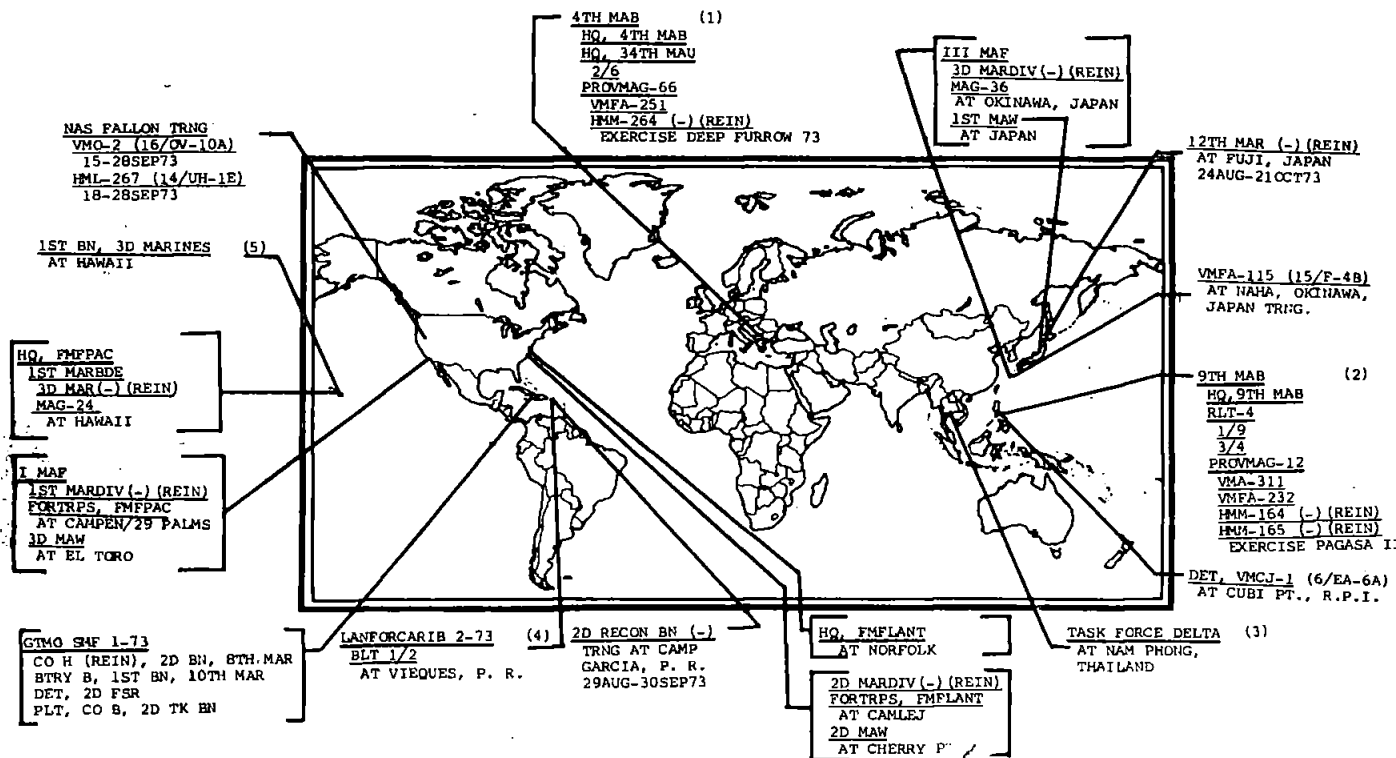 4TH MAB (1)
HQ, 4TH MAB
HQ, 34TH MAU
2/6
PROVMAG-66
VMFA-251
HMM-264 (-) (REIN)
EXERCISE DEEP FURROW 73
III MAF
3D MARDIV (-) (REIN)
MAG-36
AT OKINAWA, JAPAN
1ST MAW
AT JAPAN
NAS FALLON TRNG
VMO-2 (16/OV-10A)
15-28SEP73
HML-267 (14/UH-1E)
18-28SEP73
12TH MAR (-) (REIN)
AT FUJI, JAPAN
24AUG-21OCT73
1ST BN, 3D MARINES (5)
AT HAWAII
VMFA-115 (15/F-4B)
AT NAHA, OKINAWA,
JAPAN TRNG.
HQ, FMFPAC
1ST MARBDE
3D MAR(-) (REIN)
MAG-24
AT HAWAII
9TH MAB (2)
HQ, 9TH MAB
RLT-4
1/9
3/4
PROVMAG-12
VMA-311
VMFA-232
HMM-164 (-) (REIN)
HMM-165 (-) (REIN)
EXERCISE PAGASA
I MAF
1ST MARDIV(-) (REIN)
FORTRPS, FMFPAC
AT CAMPEN/29 PALMS
3D MAW
AT EL TORO
DET, VMCJ-1 (6/EA-6A)
AT CUBI PT., R.P.I.
GTMO SMF 1-73
CO H (REIN), 2D BN, 8TH MAR
BTRY B, 1ST BN, 10TH MAR
DET, 2D FSR
PLT, CO B, 2D TK BN
LANFORCARIB 2-73 (4)
BLT 1/2
AT VIEQUES, P. R.
2D RECON BN (-)
TRNG AT CAMP
GARCIA, P. R.
29AUG-30SEP73
HQ, FMFLANT
AT NORFOLK
2D MARDIV(-) (REIN)
FORTRPS, FMFLANT
AT CAMLEJ
2D MAW
AT CHERRY
TASK FORCE DELTA (3)
AT NAM PHONG,
THAILAND